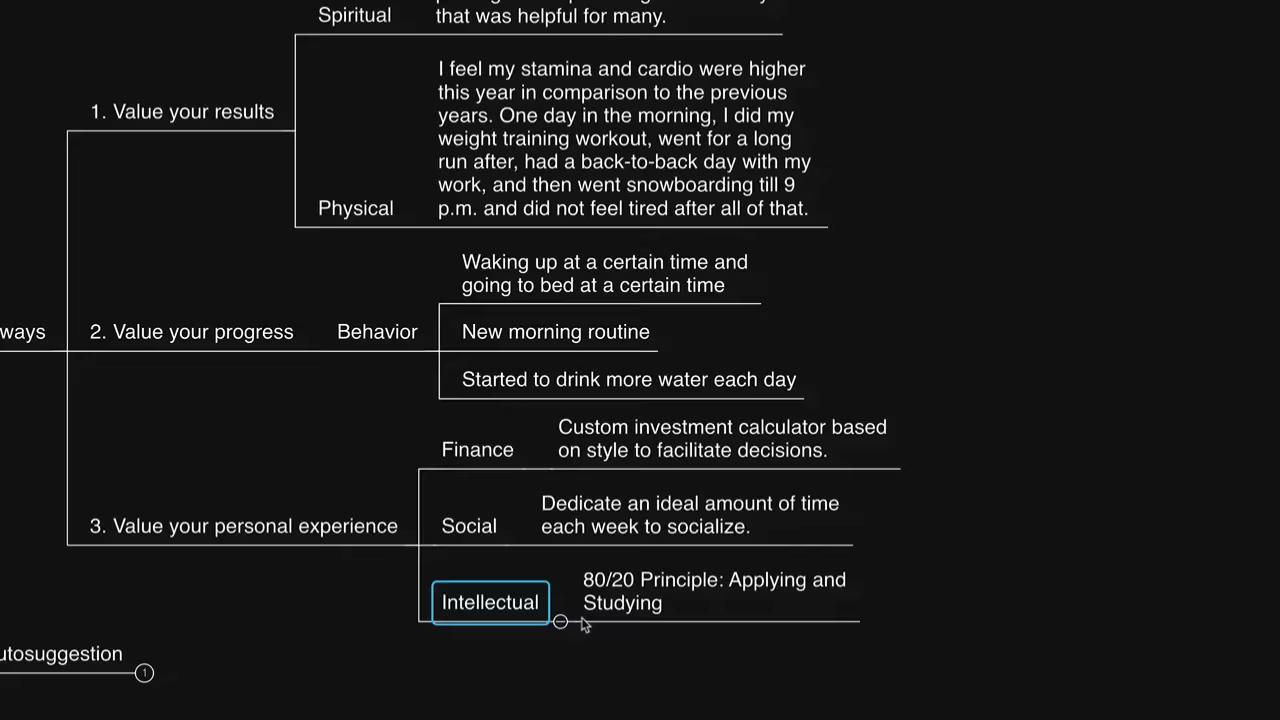 Spiritual
that was helpful for many.
I feel my stamina and cardio were higher
this year in comparison to the previous
years. One day in the morning, I did my
weight training workout, went for a long
run after, had a back-to-back day with my
work, and then went snowboarding till 9
p.m. and did not feel tired after all of that.
1. Value your results
Physical
Waking up at a certain time and
going to bed at a certain time
ways
2. Value your progress
Behavior
New morning routine
Started to drink more water each day
Finance
Custom investment calculator based
on style to facilitate decisions.
3. Value your personal experience
Social
Dedicate an ideal amount of time
each week to socialize.
Intellectual
80/20 Principle: Applying and
Studying
utosuggestion
1